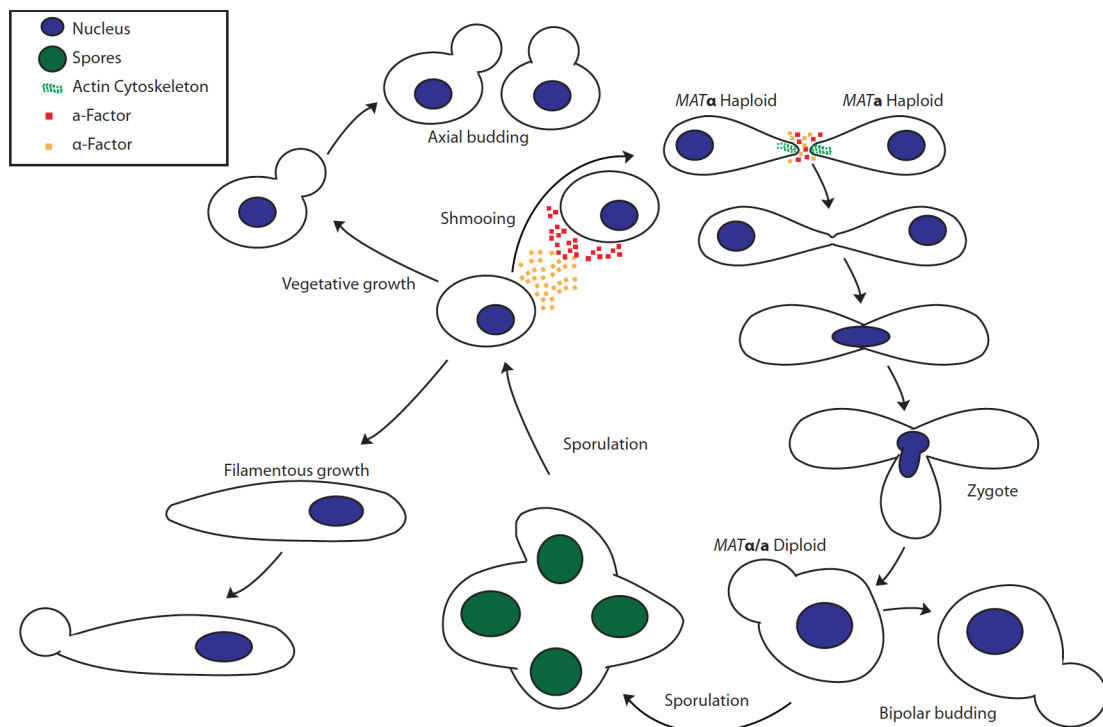 Nucleus
Spores
Actin Cytoskeleton
a-Factor
α-Factor
Axial budding
MATα Haploid
MATa Haploid
Shmooing
Vegetative growth
Sporulation
Filamentous growth
Zygote
MATα/a Diploid
Sporulation
Bipolar budding